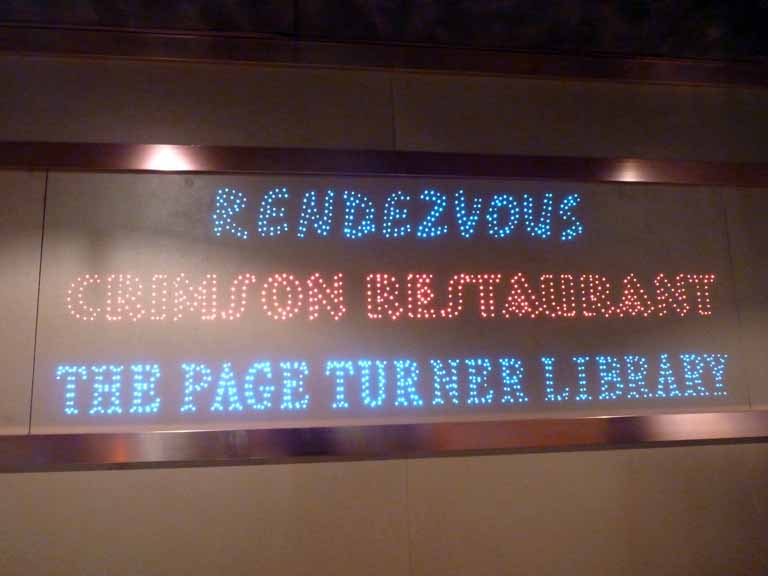 RENDEZVOUS
CRIMSON RESTAURANT
THE PAGE TURNER LIBRARY